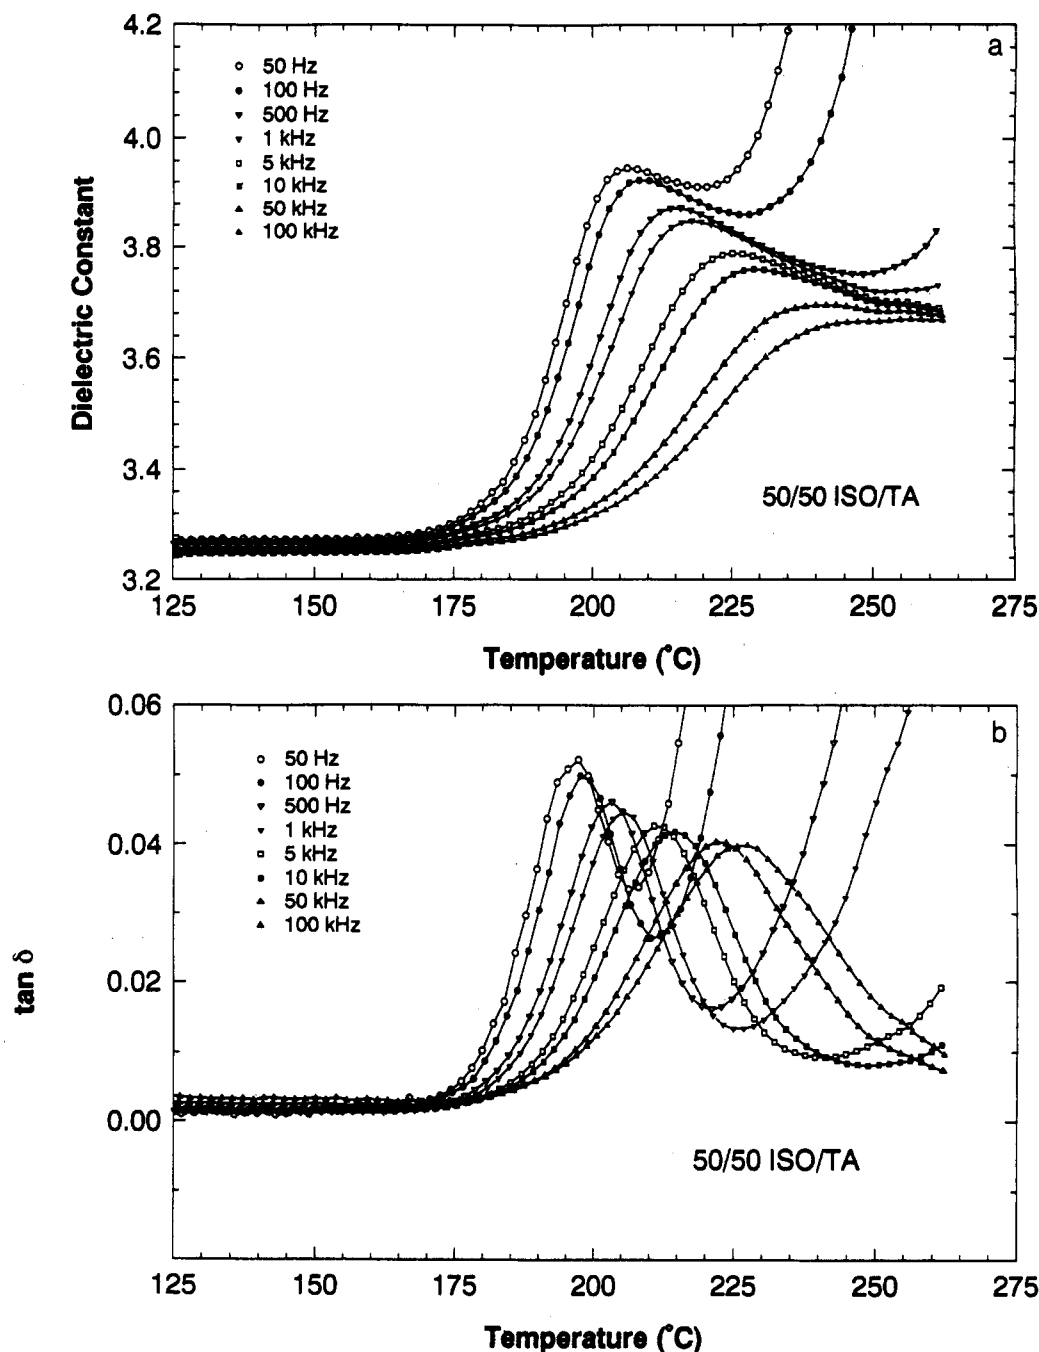 a
4.2
4.0
3.8
3.6
3.4
3.2
Dielectric Constant
50 Hz
100 Hz
500 Hz
1 kHz
5 kHz
10 kHz
50 kHz
100 kHz
50/50 ISO/TA
125 150 175 200 225 250 275
Temperature (°C)
b
0.06
0.04
0.02
0.00
tan δ
50 Hz
100 Hz
500 Hz
1 kHz
5 kHz
10 kHz
50 kHz
100 kHz
50/50 ISO/TA
125 150 175 200 225 250 275
Temperature (°C)